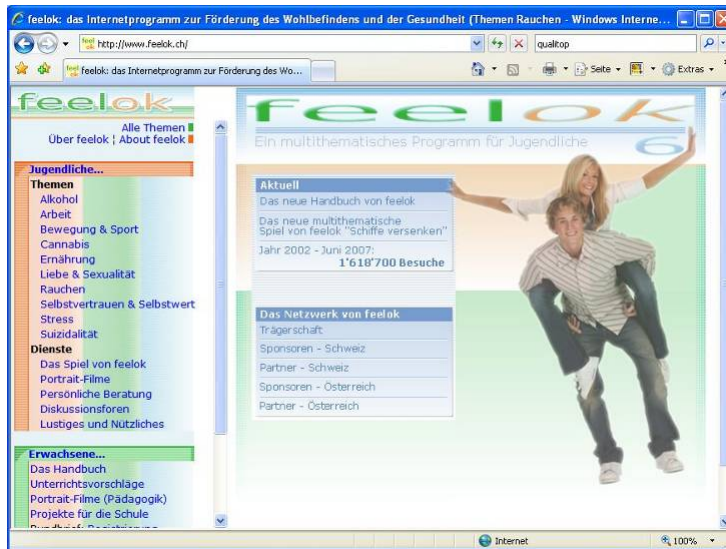 feelok: das Internetprogramm zur Förderung des Wohlbefindens und der Gesundheit (Themen Rauchen - Windows Interne...
http://www.feelok.ch/
qualitop
feelok: das Internetprogramm zur Förderung des Wo...
Seite
Extras
feelok
Alle Themen
Über feelok ¦ About feelok
Jugendliche...
Themen
Alkohol
Arbeit
Bewegung & Sport
Cannabis
Ernährung
Liebe & Sexualität
Rauchen
Selbstvertrauen & Selbstwert
Stress
Suizidalität
Dienste
Das Spiel von feelok
Portrait-Filme
Persönliche Beratung
Diskussionsforen
Lustiges und Nützliches
Erwachsene...
Das Handbuch
Unterrichtsvorschläge
Portrait-Filme (Pädagogik)
Projekte für die Schule
Rundbrief: Registrierung
feelok
Ein multithematisches Programm für Jugendliche
6
Aktuell
Das neue Handbuch von feelok
Das neue multithematische
Spiel von feelok "Schiffe versenken"
Jahr 2002 - Juni 2007:
1'618'700 Besuche
Das Netzwerk von feelok
Trägerschaft
Sponsoren - Schweiz
Partner - Schweiz
Sponsoren - Österreich
Partner - Österreich
Internet
100%